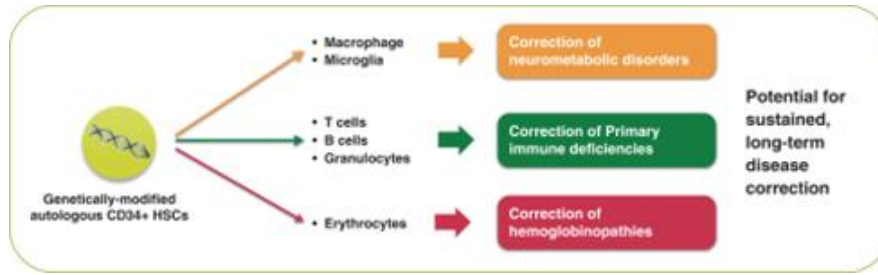 • Macrophage
• Microglia
Correction of
neurometabolic disorders
Genetically-modified
autologous CD34+ HSCs
• T cells
• B cells
• Granulocytes
Correction of Primary
immune deficiencies
• Erythrocytes
Correction of
hemoglobinopathies
Potential for
sustained,
long-term
disease
correction